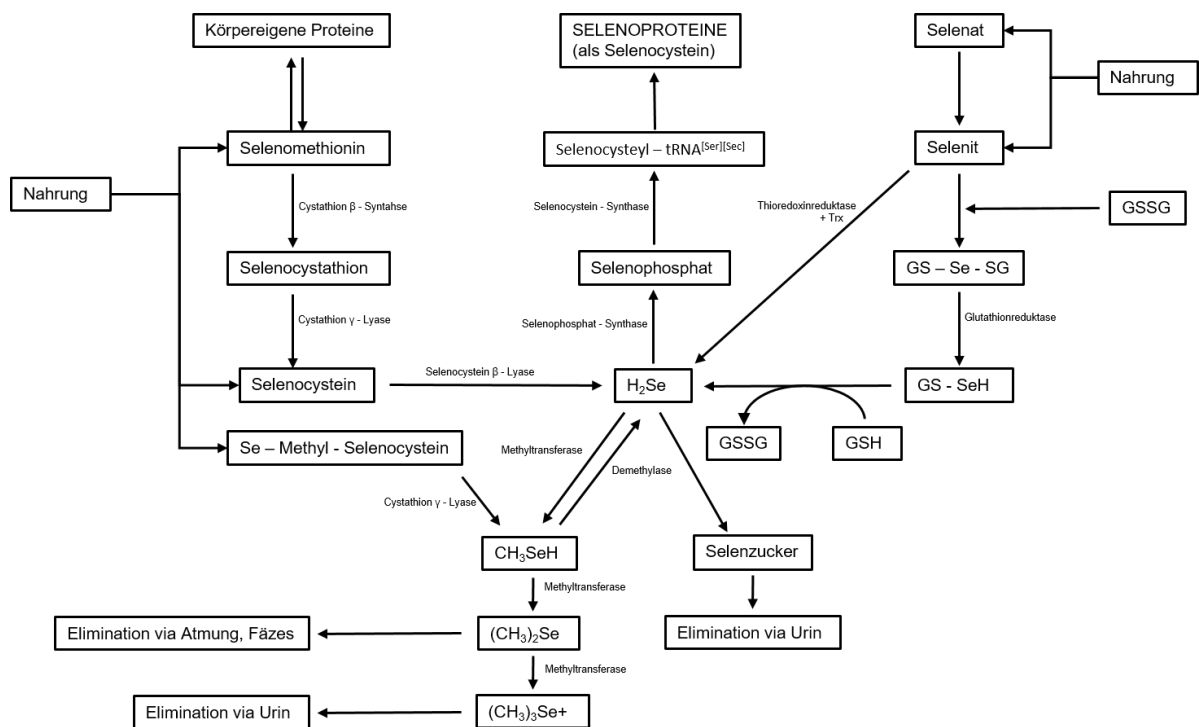 Körpereigene Proteine
SELENOPROTEINE
(als Selenocystein)
Selenat
Nahrung
Selenomethionin
Selenocysteyl – tRNA[Ser][Sec]
Selenit
Nahrung
Cystathion β - Syntahse
Selenocystein - Synthase
Thioredoxinreduktase
+ Trx
GSSG
Selenocystathion
Selenophosphat
GS – Se - SG
Cystathion γ - Lyase
Selenophosphat - Synthase
Glutathionreduktase
Selenocystein
Selenocystein β - Lyase
H₂Se
GS - SeH
GSSG
GSH
Se – Methyl - Selenocystein
Methyltransferase
Demethylase
Cystathion γ - Lyase
CH₃SeH
Selenzucker
Methyltransferase
Elimination via Atmung, Fäzes
(CH₃)₂Se
Elimination via Urin
Methyltransferase
Elimination via Urin
(CH₃)₃Se+